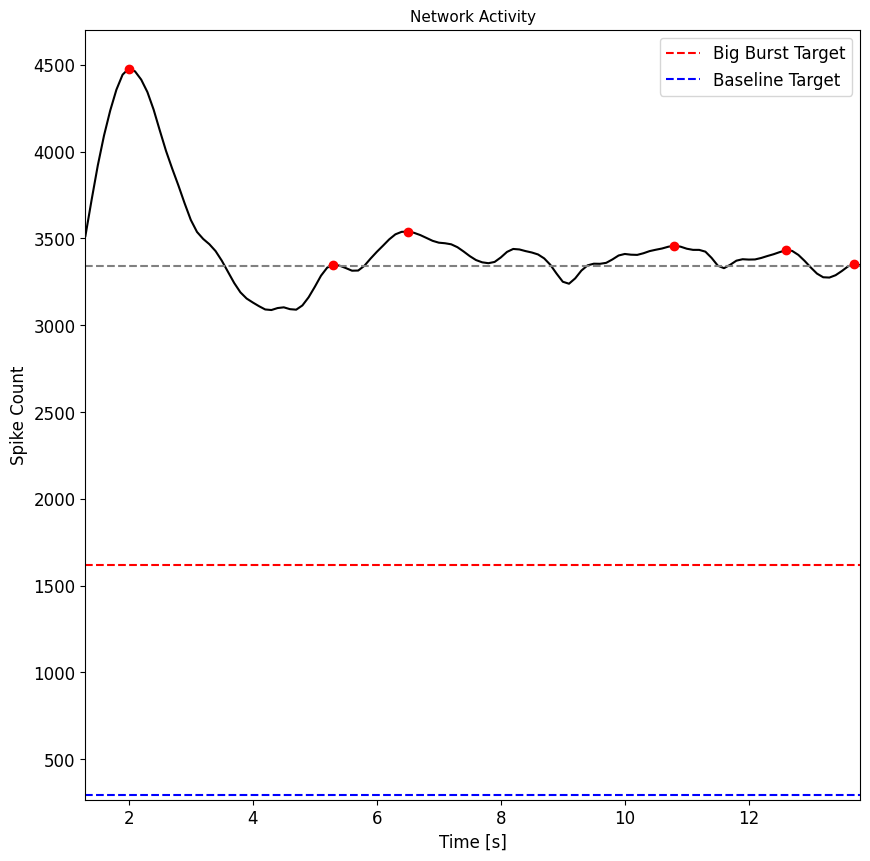 Network Activity
Big Burst Target
Baseline Target
4500
4000
3500
3000
2500
2000
1500
1000
500
Spike Count
2 4 6 8 10 12
Time [s]